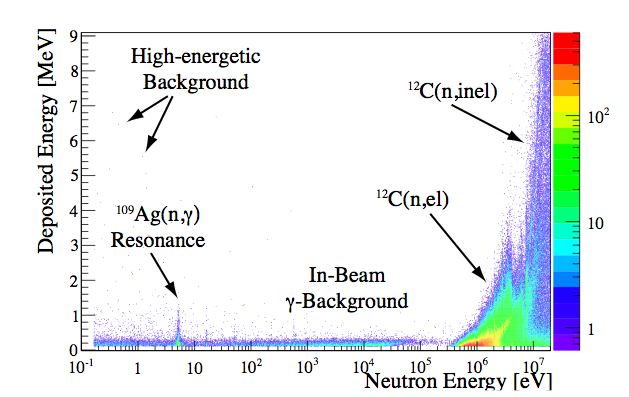 Deposited Energy [MeV]
9
8
7
6
5
4
3
2
1
0
High-energetic
Background
¹²C(n,inel)
¹²C(n,el)
¹⁰⁹Ag(n,γ)
Resonance
In-Beam
γ-Background
10⁻¹ 1 10 10² 10³ 10⁴ 10⁵ 10⁶ 10⁷
Neutron Energy [eV]
10²
10
1